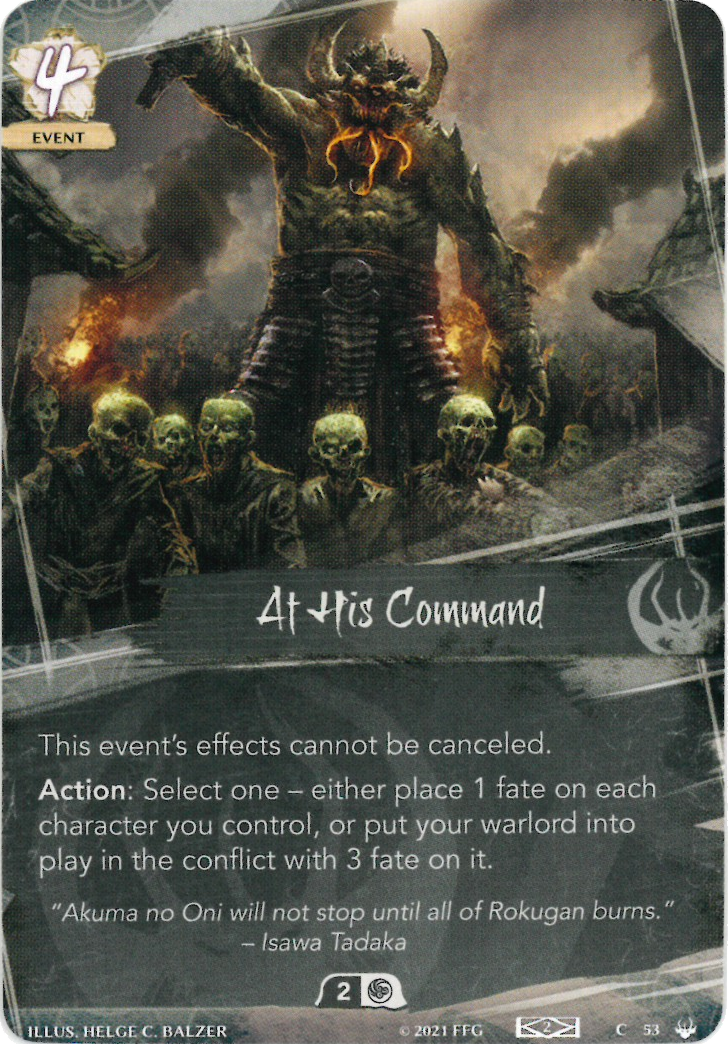 4
EVENT
At His Command
This event's effects cannot be canceled.
Action: Select one – either place 1 fate on each
character you control, or put your warlord into
play in the conflict with 3 fate on it.
"Akuma no Oni will not stop until all of Rokugan burns."
– Isawa Tadaka
2
ILLUS. HELGE C. BALZER © 2021 FFG 2 C 53